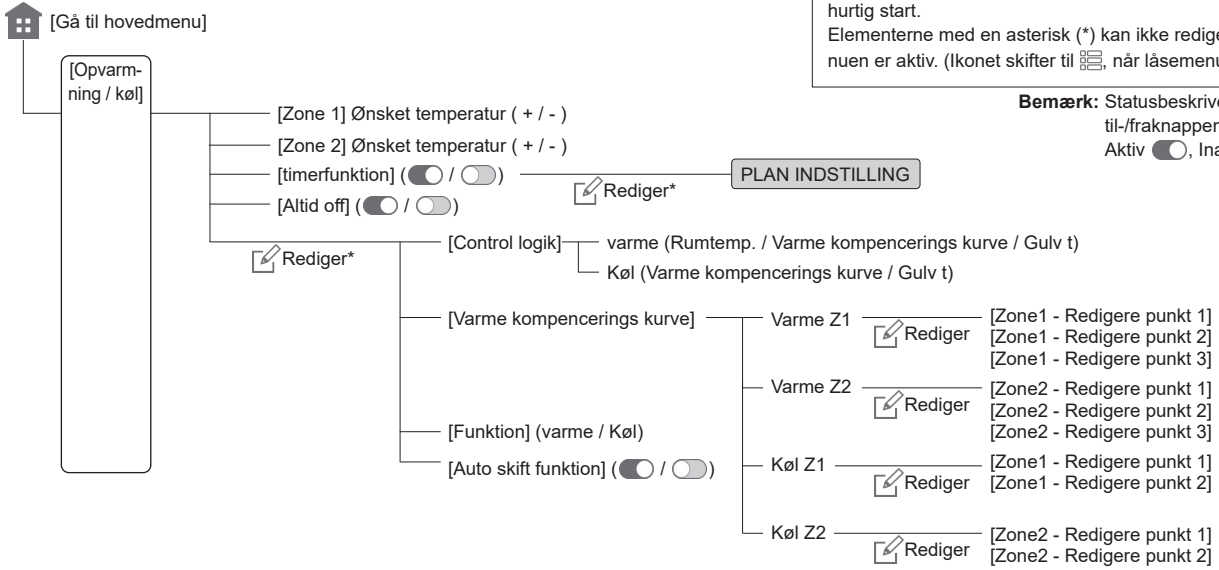 [Gå til hovedmenu]
hurtig start.
Elementerne med en asterisk (*) kan ikke
nuen er aktiv. (Ikonet skifter til , når
Bemærk:
til-/fraknapper
Aktiv ,
[Opvarm-
ning / køl]
[Zone 1] Ønsket temperatur ( + / - )
[Zone 2] Ønsket temperatur ( + / - )
[timerfunktion] ( / )
Rediger*
PLAN INDSTILLING
[Altid off] ( / )
Rediger*
[Control logik]
varme (Rumtemp. / Varme kompencerings kurve / Gulv t)
Køl (Varme kompencerings kurve / Gulv t)
[Varme kompencerings kurve]
Varme Z1
Rediger
[Zone1 - Redigere punkt 1]
[Zone1 - Redigere punkt 2]
[Zone1 - Redigere punkt 3]
Varme Z2
Rediger
[Zone2 - Redigere punkt 1]
[Zone2 - Redigere punkt 2]
[Zone2 - Redigere punkt 3]
Køl Z1
Rediger
[Zone1 - Redigere punkt 1]
[Zone1 - Redigere punkt 2]
Køl Z2
Rediger
[Zone2 - Redigere punkt 1]
[Zone2 - Redigere punkt 2]
[Funktion] (varme / Køl)
[Auto skift funktion] ( / )